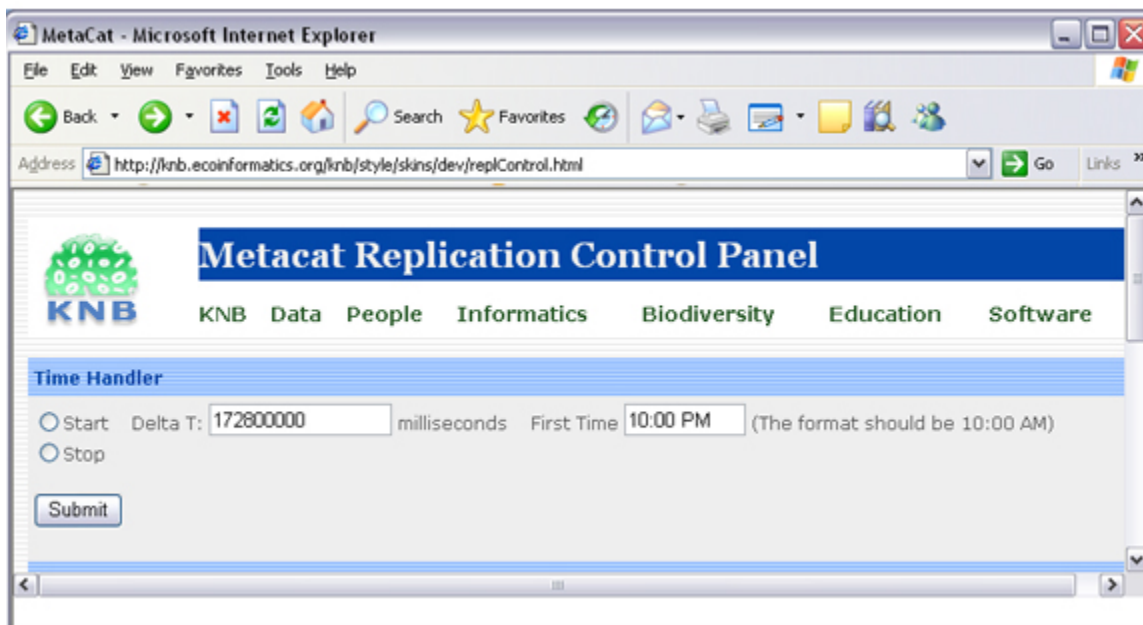 MetaCat - Microsoft Internet Explorer
File Edit View Favorites Tools Help
Back Search Favorites
Address http://knb.ecoinformatics.org/knb/style/skins/dev/replControl.html Go Links »
Metacat Replication Control Panel
KNB
KNB Data People Informatics Biodiversity Education Software
Time Handler
Start Delta T: 172800000 milliseconds First Time 10:00 PM (The format should be 10:00 AM)
Stop
Submit